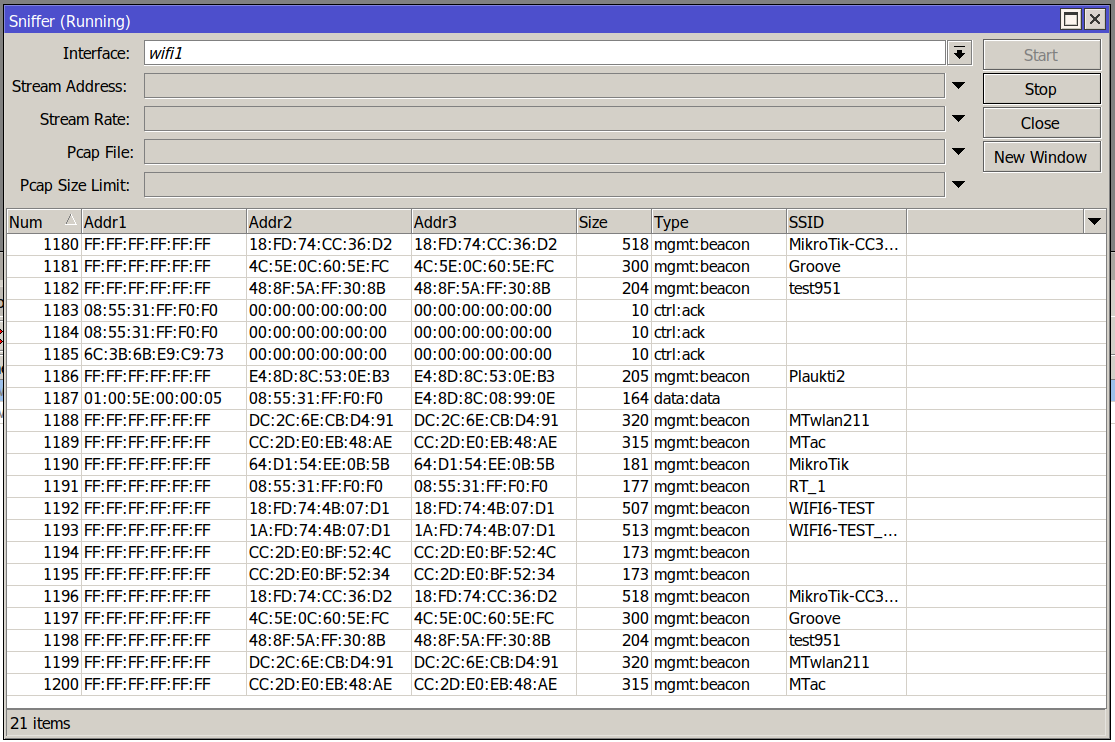 Sniffer (Running)
Interface: wifi1 Start
Stream Address: Stop
Stream Rate: Close
Pcap File: New Window
Pcap Size Limit:
Num Addr1 Addr2 Addr3 Size Type SSID
1180 FF:FF:FF:FF:FF:FF 18:FD:74:CC:36:D2 18:FD:74:CC:36:D2 518 mgmt:beacon MikroTik-CC3...
1181 FF:FF:FF:FF:FF:FF 4C:5E:0C:60:5E:FC 4C:5E:0C:60:5E:FC 300 mgmt:beacon Groove
1182 FF:FF:FF:FF:FF:FF 48:8F:5A:FF:30:8B 48:8F:5A:FF:30:8B 204 mgmt:beacon test951
1183 08:55:31:FF:F0:F0 00:00:00:00:00:00 00:00:00:00:00:00 10 ctrl:ack
1184 08:55:31:FF:F0:F0 00:00:00:00:00:00 00:00:00:00:00:00 10 ctrl:ack
1185 6C:3B:6B:E9:C9:73 00:00:00:00:00:00 00:00:00:00:00:00 10 ctrl:ack
1186 FF:FF:FF:FF:FF:FF E4:8D:8C:53:0E:B3 E4:8D:8C:53:0E:B3 205 mgmt:beacon Plaukti2
1187 01:00:5E:00:00:05 08:55:31:FF:F0:F0 E4:8D:8C:08:99:0E 164 data:data
1188 FF:FF:FF:FF:FF:FF DC:2C:6E:CB:D4:91 DC:2C:6E:CB:D4:91 320 mgmt:beacon MTwlan211
1189 FF:FF:FF:FF:FF:FF CC:2D:E0:EB:48:AE CC:2D:E0:EB:48:AE 315 mgmt:beacon MTac
1190 FF:FF:FF:FF:FF:FF 64:D1:54:EE:0B:5B 64:D1:54:EE:0B:5B 181 mgmt:beacon MikroTik
1191 FF:FF:FF:FF:FF:FF 08:55:31:FF:F0:F0 08:55:31:FF:F0:F0 177 mgmt:beacon RT_1
1192 FF:FF:FF:FF:FF:FF 18:FD:74:4B:07:D1 18:FD:74:4B:07:D1 507 mgmt:beacon WIFI6-TEST
1193 FF:FF:FF:FF:FF:FF 1A:FD:74:4B:07:D1 1A:FD:74:4B:07:D1 513 mgmt:beacon WIFI6-TEST_...
1194 FF:FF:FF:FF:FF:FF CC:2D:E0:BF:52:4C CC:2D:E0:BF:52:4C 173 mgmt:beacon
1195 FF:FF:FF:FF:FF:FF CC:2D:E0:BF:52:34 CC:2D:E0:BF:52:34 173 mgmt:beacon
1196 FF:FF:FF:FF:FF:FF 18:FD:74:CC:36:D2 18:FD:74:CC:36:D2 518 mgmt:beacon MikroTik-CC3...
1197 FF:FF:FF:FF:FF:FF 4C:5E:0C:60:5E:FC 4C:5E:0C:60:5E:FC 300 mgmt:beacon Groove
1198 FF:FF:FF:FF:FF:FF 48:8F:5A:FF:30:8B 48:8F:5A:FF:30:8B 204 mgmt:beacon test951
1199 FF:FF:FF:FF:FF:FF DC:2C:6E:CB:D4:91 DC:2C:6E:CB:D4:91 320 mgmt:beacon MTwlan211
1200 FF:FF:FF:FF:FF:FF CC:2D:E0:EB:48:AE CC:2D:E0:EB:48:AE 315 mgmt:beacon MTac
21 items